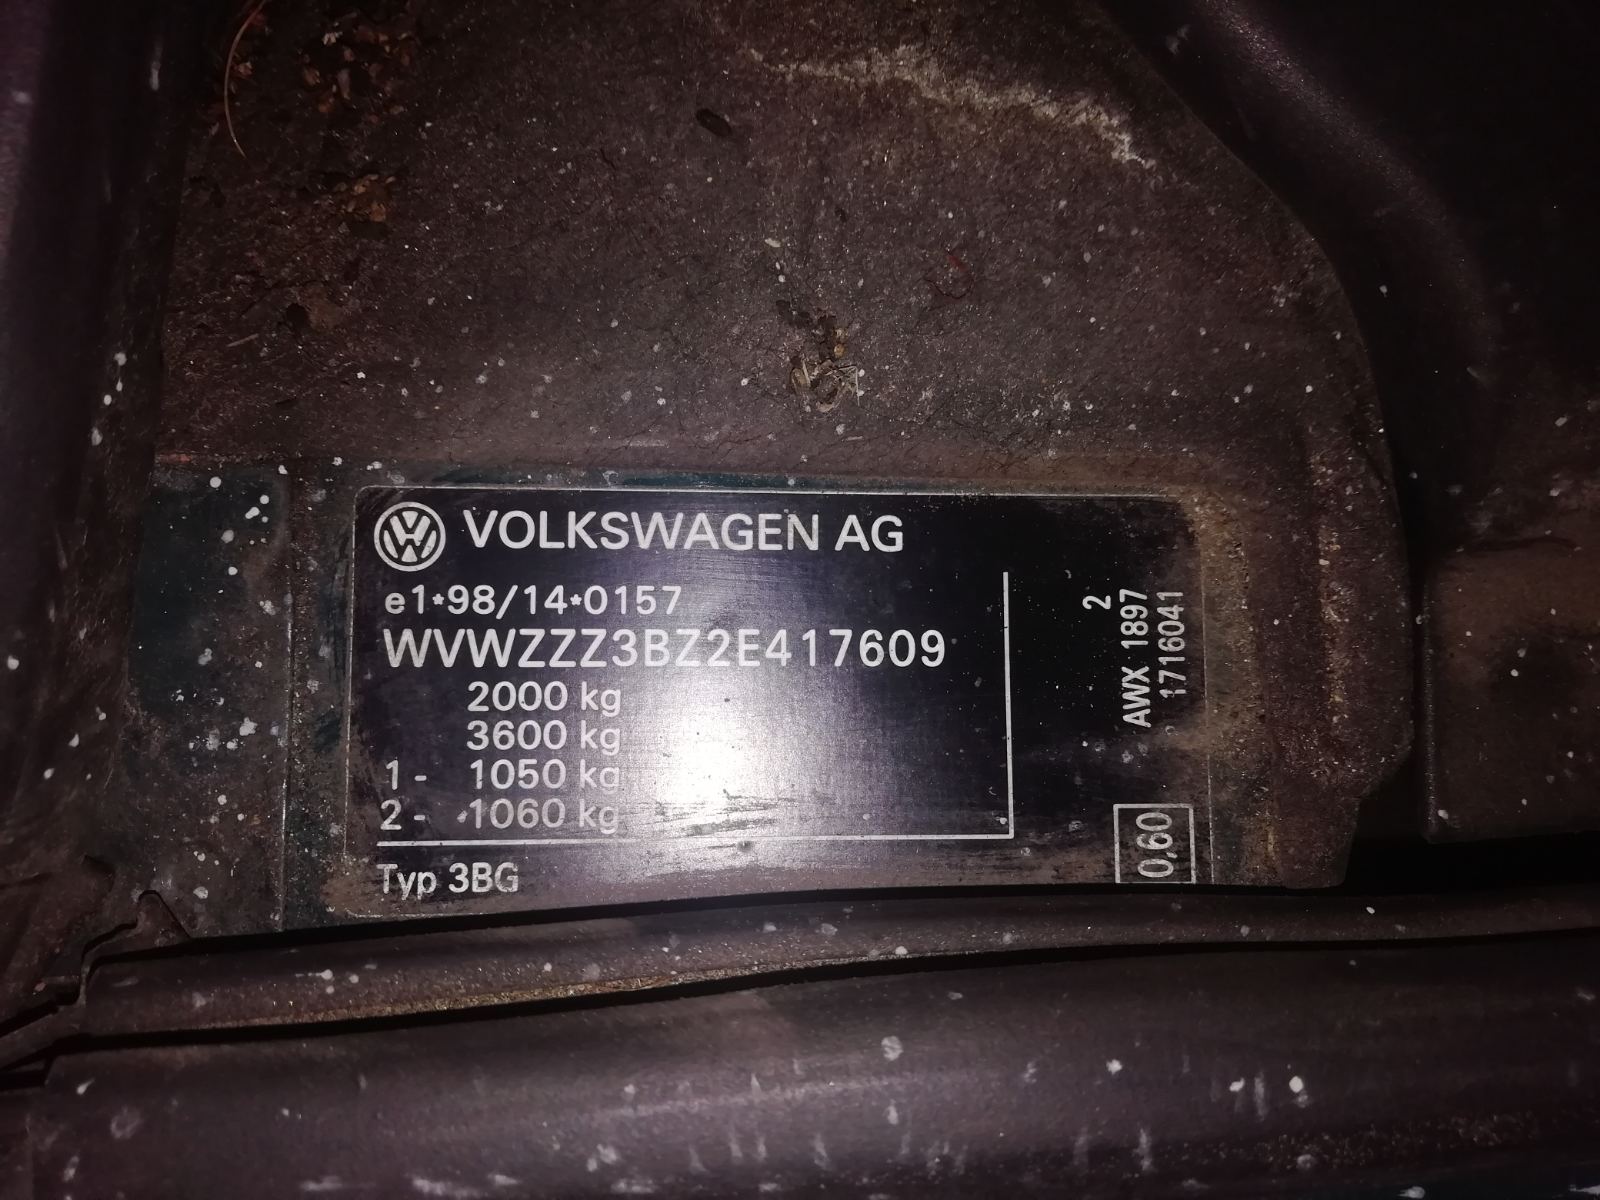 VOLKSWAGEN AG
e1*98/14*0157
WVWZZZ3BZ2E417609
2000 kg
3600 kg
1- 1050 kg
2- 1060 kg
Typ 3BG
2
AWX 1897
1716041
0,60